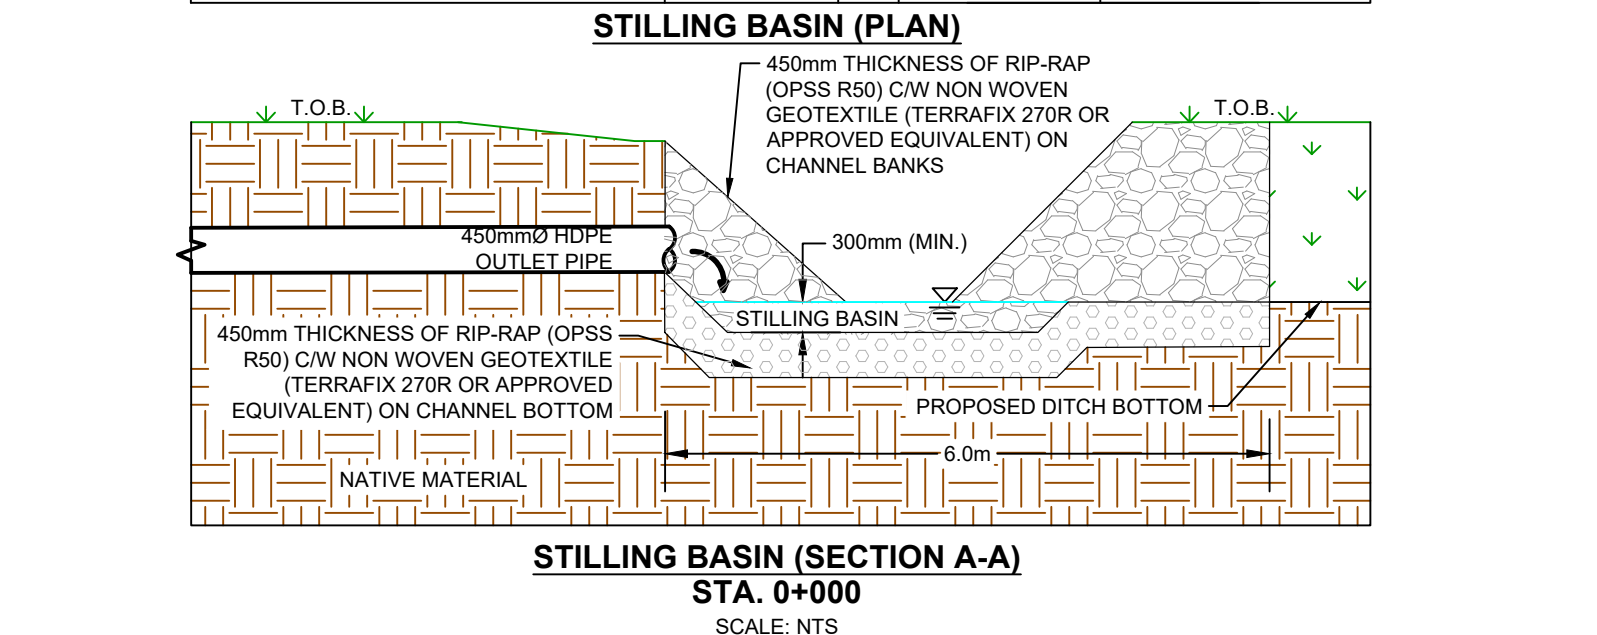 STILLING BASIN (PLAN)
450mm THICKNESS OF RIP-RAP
(OPSS R50) C/W NON WOVEN
GEOTEXTILE (TERRAFIX 270R OR
APPROVED EQUIVALENT) ON
CHANNEL BANKS
T.O.B.
T.O.B.
450mmØ HDPE
OUTLET PIPE
300mm (MIN.)
STILLING BASIN
450mm THICKNESS OF RIP-RAP (OPSS
R50) C/W NON WOVEN GEOTEXTILE
(TERRAFIX 270R OR APPROVED
EQUIVALENT) ON CHANNEL BOTTOM
PROPOSED DITCH BOTTOM
6.0m
NATIVE MATERIAL
STILLING BASIN (SECTION A-A)
STA. 0+000
SCALE: NTS